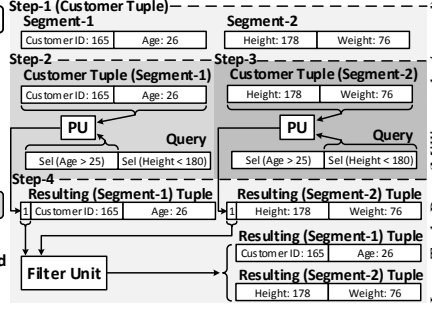 Step-1 (Customer Tuple)
Segment-1 Segment-2
Customer ID: 165 Age: 26 Height: 178 Weight: 76
Step-2 Step-3
Customer Tuple (Segment-1) Customer Tuple (Segment-2)
Customer ID: 165 Age: 26 Height: 178 Weight: 76
PU PU
Query Query
Sel (Age > 25) Sel (Height < 180) Sel (Age > 25) Sel (Height < 180)
Step-4
Resulting (Segment-1) Tuple Resulting (Segment-2) Tuple
1 Customer ID: 165 Age: 26 1 Height: 178 Weight: 76
Resulting (Segment-1) Tuple
Customer ID: 165 Age: 26
Filter Unit
Resulting (Segment-2) Tuple
Height: 178 Weight: 76